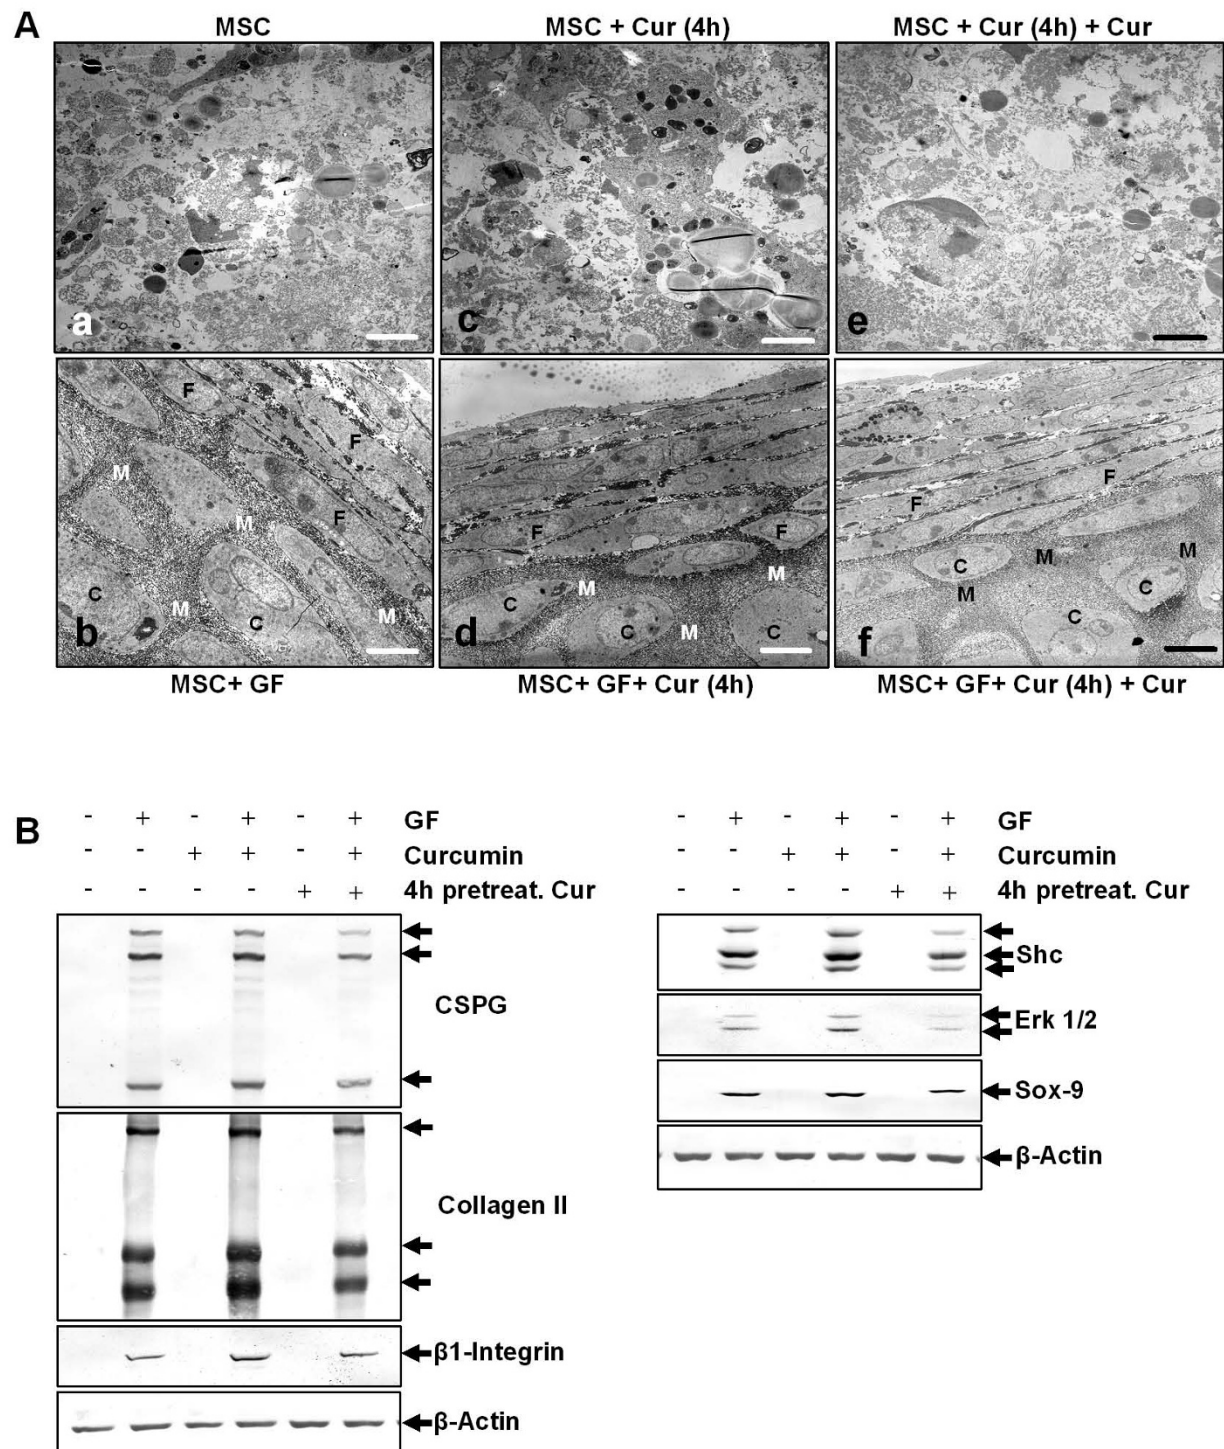 A
MSC
MSC + Cur (4h)
MSC + Cur (4h) + Cur
a
c
e
F
F
M
M
F
C
M
C
b
F
F
M
M
C
M
C
C
d
F
F
M
M
C
M
C
C
f
MSC+ GF
MSC+ GF+ Cur (4h)
MSC+ GF+ Cur (4h) + Cur
B
- + - + - + GF
- - + + - + Curcumin
- - - - + + 4h pretreat. Cur
CSPG
Collagen II
β1-Integrin
β-Actin
- + - + - + GF
- - + + - + Curcumin
- - - - + + 4h pretreat. Cur
Shc
Erk 1/2
Sox-9
β-Actin